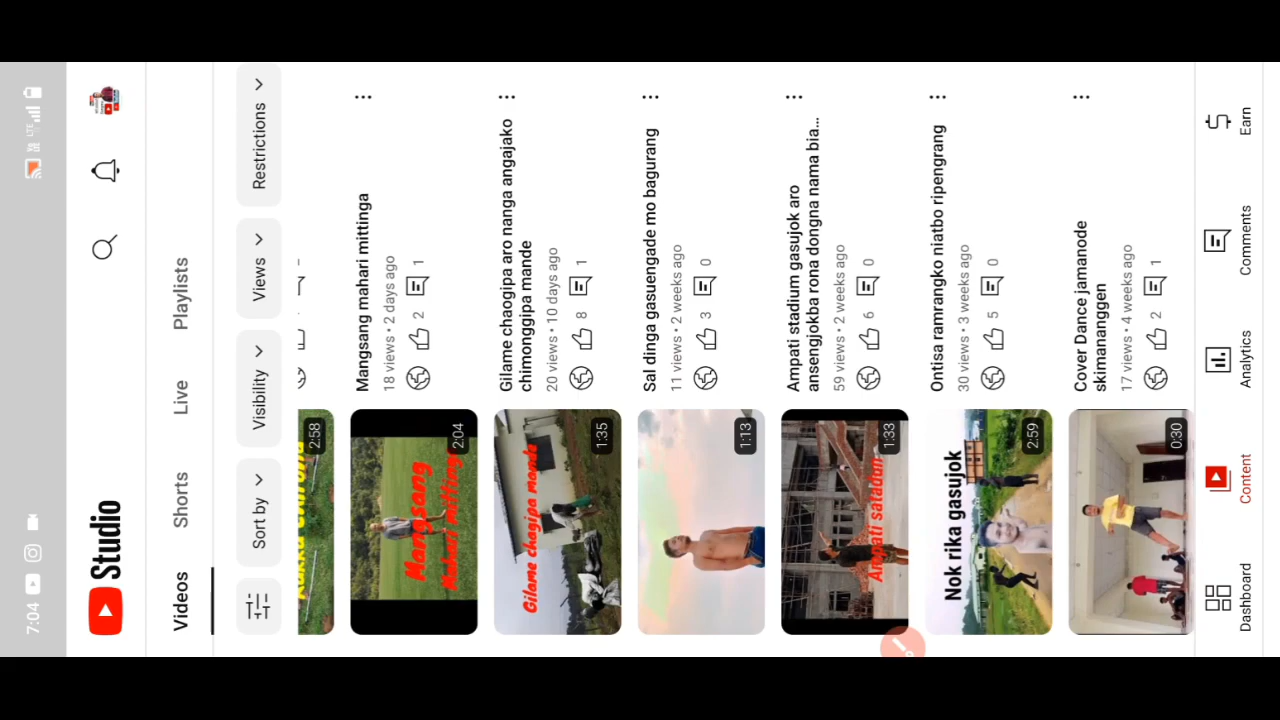 7:04
LTE
Studio
Videos
Shorts
Live
Playlists
Sort by
Visibility
Views
Restrictions
2:58
Mangsang mahari mittinga
18 views • 2 days ago
2
1
Mangsang
Mahari mittinga
2:04
Gilame chaogipa aro nanga angajako
chimonggipa mande
20 views • 10 days ago
8
1
Gilame chagipa mande
1:35
Sal dinga gasuengade mo bagurang
11 views • 2 weeks ago
3
0
1:13
Ampati stadium gasujok aro
ansengjokba rona dongna nama bia...
59 views • 2 weeks ago
6
0
Ampati
1:33
Ontisa ramrangko niatbo ripengrang
30 views • 3 weeks ago
5
0
Nok rika gasujok
2:59
Cover Dance jamanode
skimananggen
17 views • 4 weeks ago
2
1
0:30
Dashboard
Content
Analytics
Comments
Earn